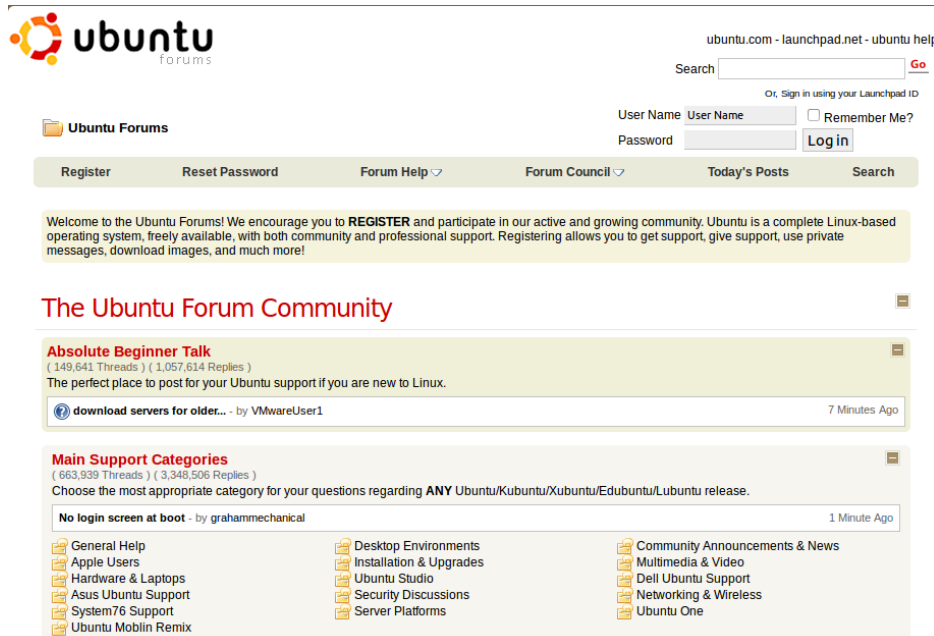 ubuntu
forums
ubuntu.com - launchpad.net - ubuntu help
Search Go
Or, Sign in using your Launchpad ID
User Name User Name Remember Me?
Ubuntu Forums
Password Log in
Register Reset Password Forum Help Forum Council Today's Posts Search
Welcome to the Ubuntu Forums! We encourage you to REGISTER and participate in our active and growing community. Ubuntu is a complete Linux-based
operating system, freely available, with both community and professional support. Registering allows you to get support, give support, use private
messages, download images, and much more!
The Ubuntu Forum Community
Absolute Beginner Talk
( 149,641 Threads ) ( 1,057,614 Replies )
The perfect place to post for your Ubuntu support if you are new to Linux.
download servers for older... - by VMwareUser1 7 Minutes Ago
Main Support Categories
( 663,939 Threads ) ( 3,348,506 Replies )
Choose the most appropriate category for your questions regarding ANY Ubuntu/Kubuntu/Xubuntu/Edubuntu/Lubuntu release.
No login screen at boot - by grahammechanical 1 Minute Ago
General Help Desktop Environments Community Announcements & News
Apple Users Installation & Upgrades Multimedia & Video
Hardware & Laptops Ubuntu Studio Dell Ubuntu Support
Asus Ubuntu Support Security Discussions Networking & Wireless
System76 Support Server Platforms Ubuntu One
Ubuntu Moblin Remix